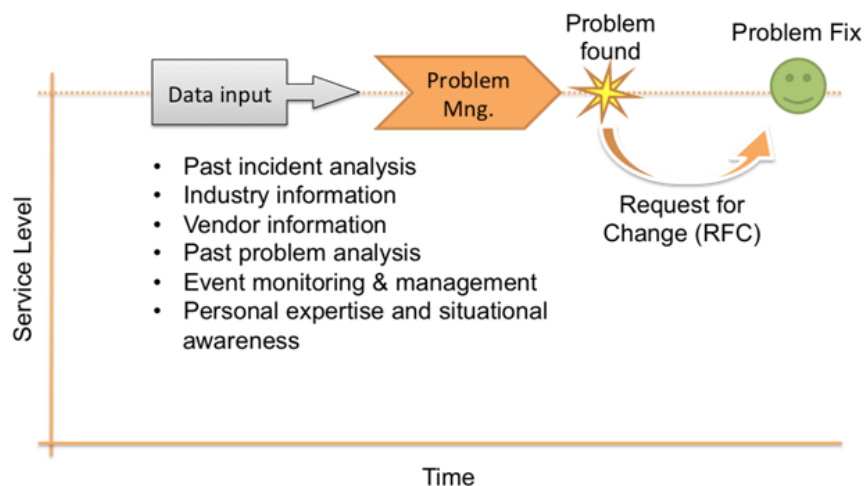 Problem
found
Problem Fix
Data input
Problem
Mng.
• Past incident analysis
• Industry information
• Vendor information
• Past problem analysis
• Event monitoring & management
• Personal expertise and situational
awareness
Request for
Change (RFC)
Service Level
Time